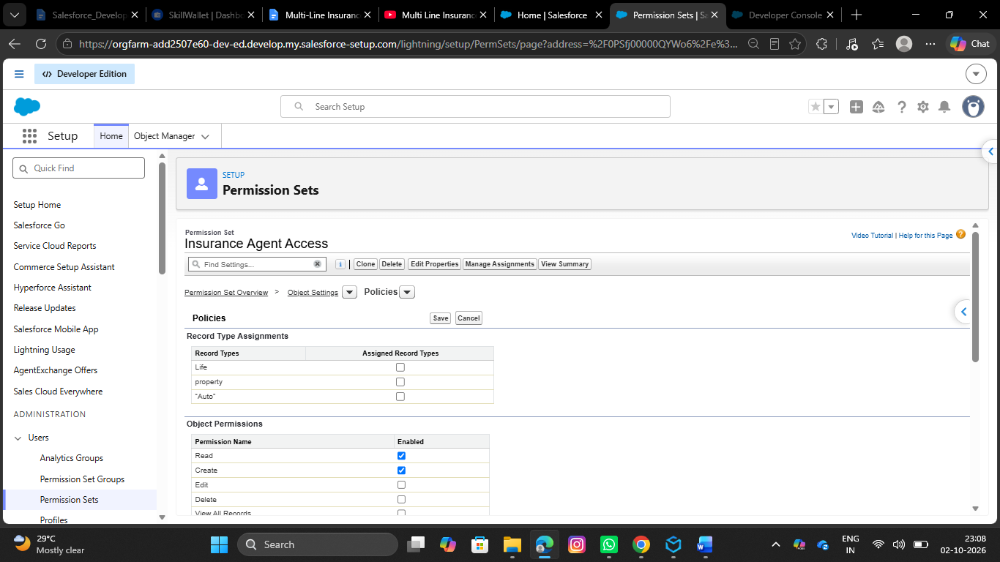 Salesforce_Develop
SkillWallet | Dashbo
Multi-Line Insuranc
Multi Line Insuranc
Home | Salesforce
Permission Sets | Sa
Developer Console
https://orgfarm-add2507e60-dev-ed.develop.my.salesforce-setup.com/lightning/setup/PermSets/page?address=%2F0PSfj00000QYWo6%2Fe%3...
Chat
Developer Edition
Search Setup
Setup
Home
Object Manager
Quick Find
Setup Home
Salesforce Go
Service Cloud Reports
Commerce Setup Assistant
Hyperforce Assistant
Release Updates
Salesforce Mobile App
Lightning Usage
AgentExchange Offers
Sales Cloud Everywhere
ADMINISTRATION
Users
Analytics Groups
Permission Set Groups
Permission Sets
Profiles
SETUP
Permission Sets
Permission Set
Insurance Agent Access
Video Tutorial | Help for this Page
Find Settings...
Clone
Delete
Edit Properties
Manage Assignments
View Summary
Permission Set Overview > Object Settings Policies
Policies
Save
Cancel
Record Type Assignments
Record Types Assigned Record Types
Life
property
"Auto"
Object Permissions
Permission Name Enabled
Read
Create
Edit
Delete
View All Records
29°C
Mostly clear
Search
ENG
IN
23:08
02-10-2026